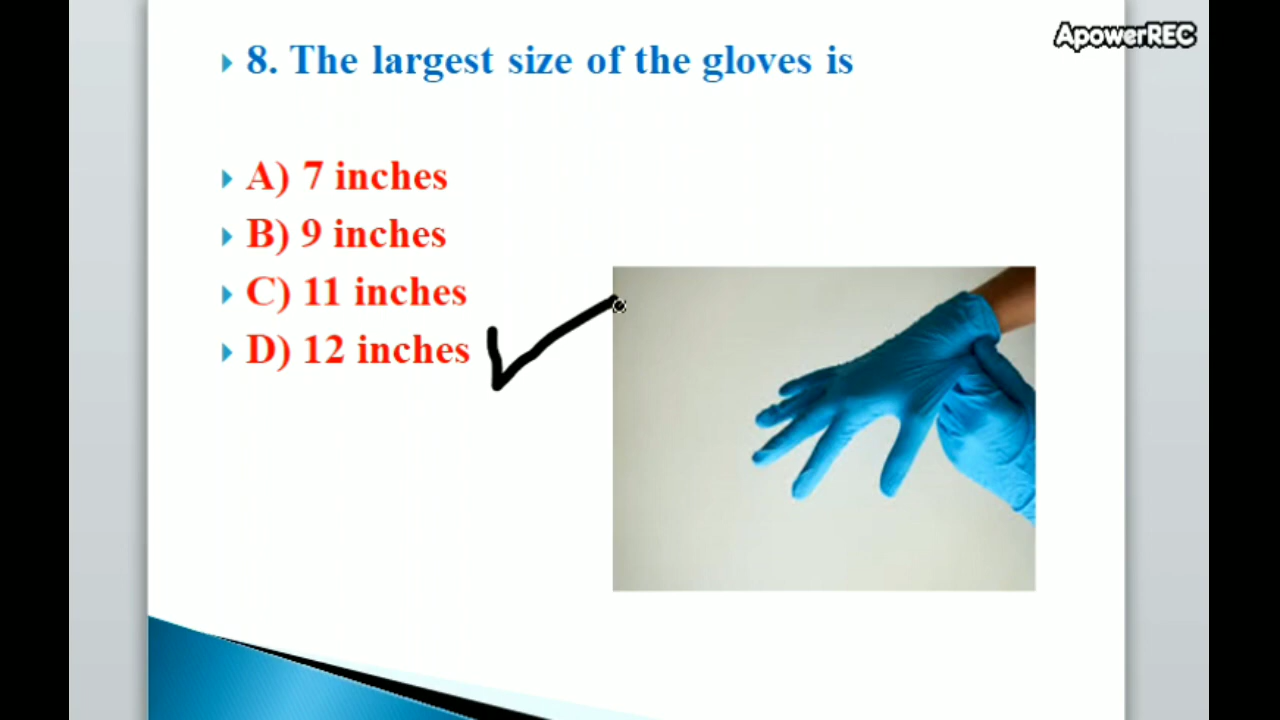 ApowerREC
8. The largest size of the gloves is
A) 7 inches
B) 9 inches
C) 11 inches
D) 12 inches